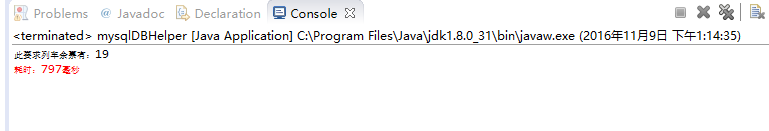 Problems @ Javadoc Declaration Console
<terminated> mysqlDBHelper [Java Application] C:\Program Files\Java\jdk1.8.0_31\bin\javaw.exe (2016年11月9日 下午1:14:35)
此要求列车余票有：19
耗时：797毫秒